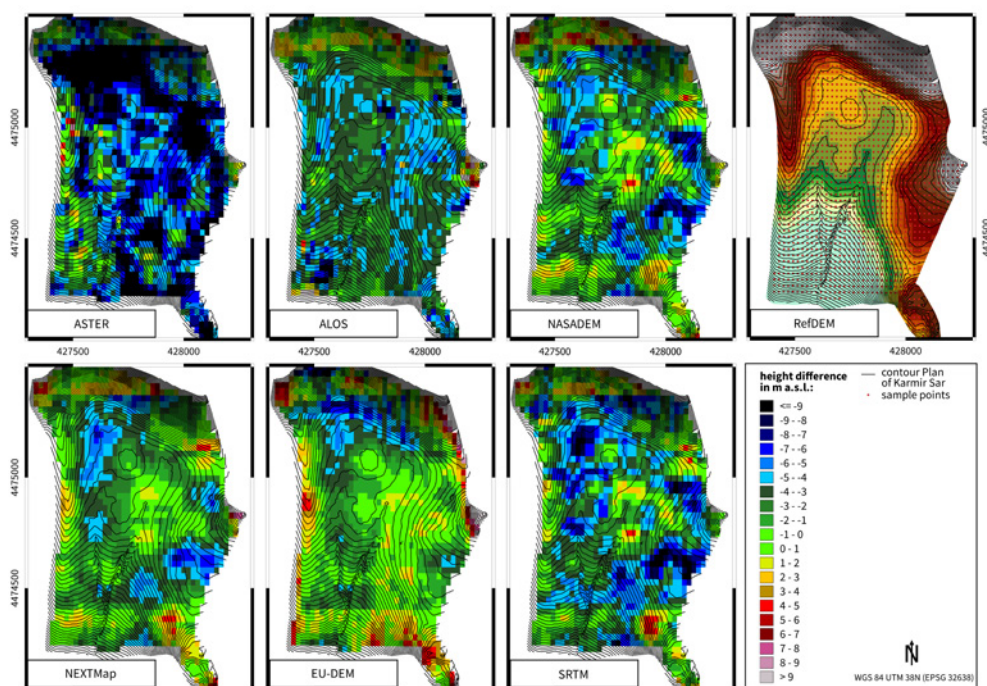 4475000
4474500
ASTER
ALOS
NASADEM
RefDEM
4475000
4474500
427500
428000
427500
428000
427500
428000
427500
428000
4475000
4474500
NEXTMap
EU-DEM
SRTM
height difference
in m a.s.l.:
<= -9
-9 - -8
-8 - -7
-7 - -6
-6 - -5
-5 - -4
-4 - -3
-3 - -2
-2 - -1
-1 - 0
0 - 1
1 - 2
2 - 3
3 - 4
4 - 5
5 - 6
6 - 7
7 - 8
8 - 9
> 9
contour Plan
of Karmir Sar
sample points
N
WGS 84 UTM 38N (EPSG 32638)